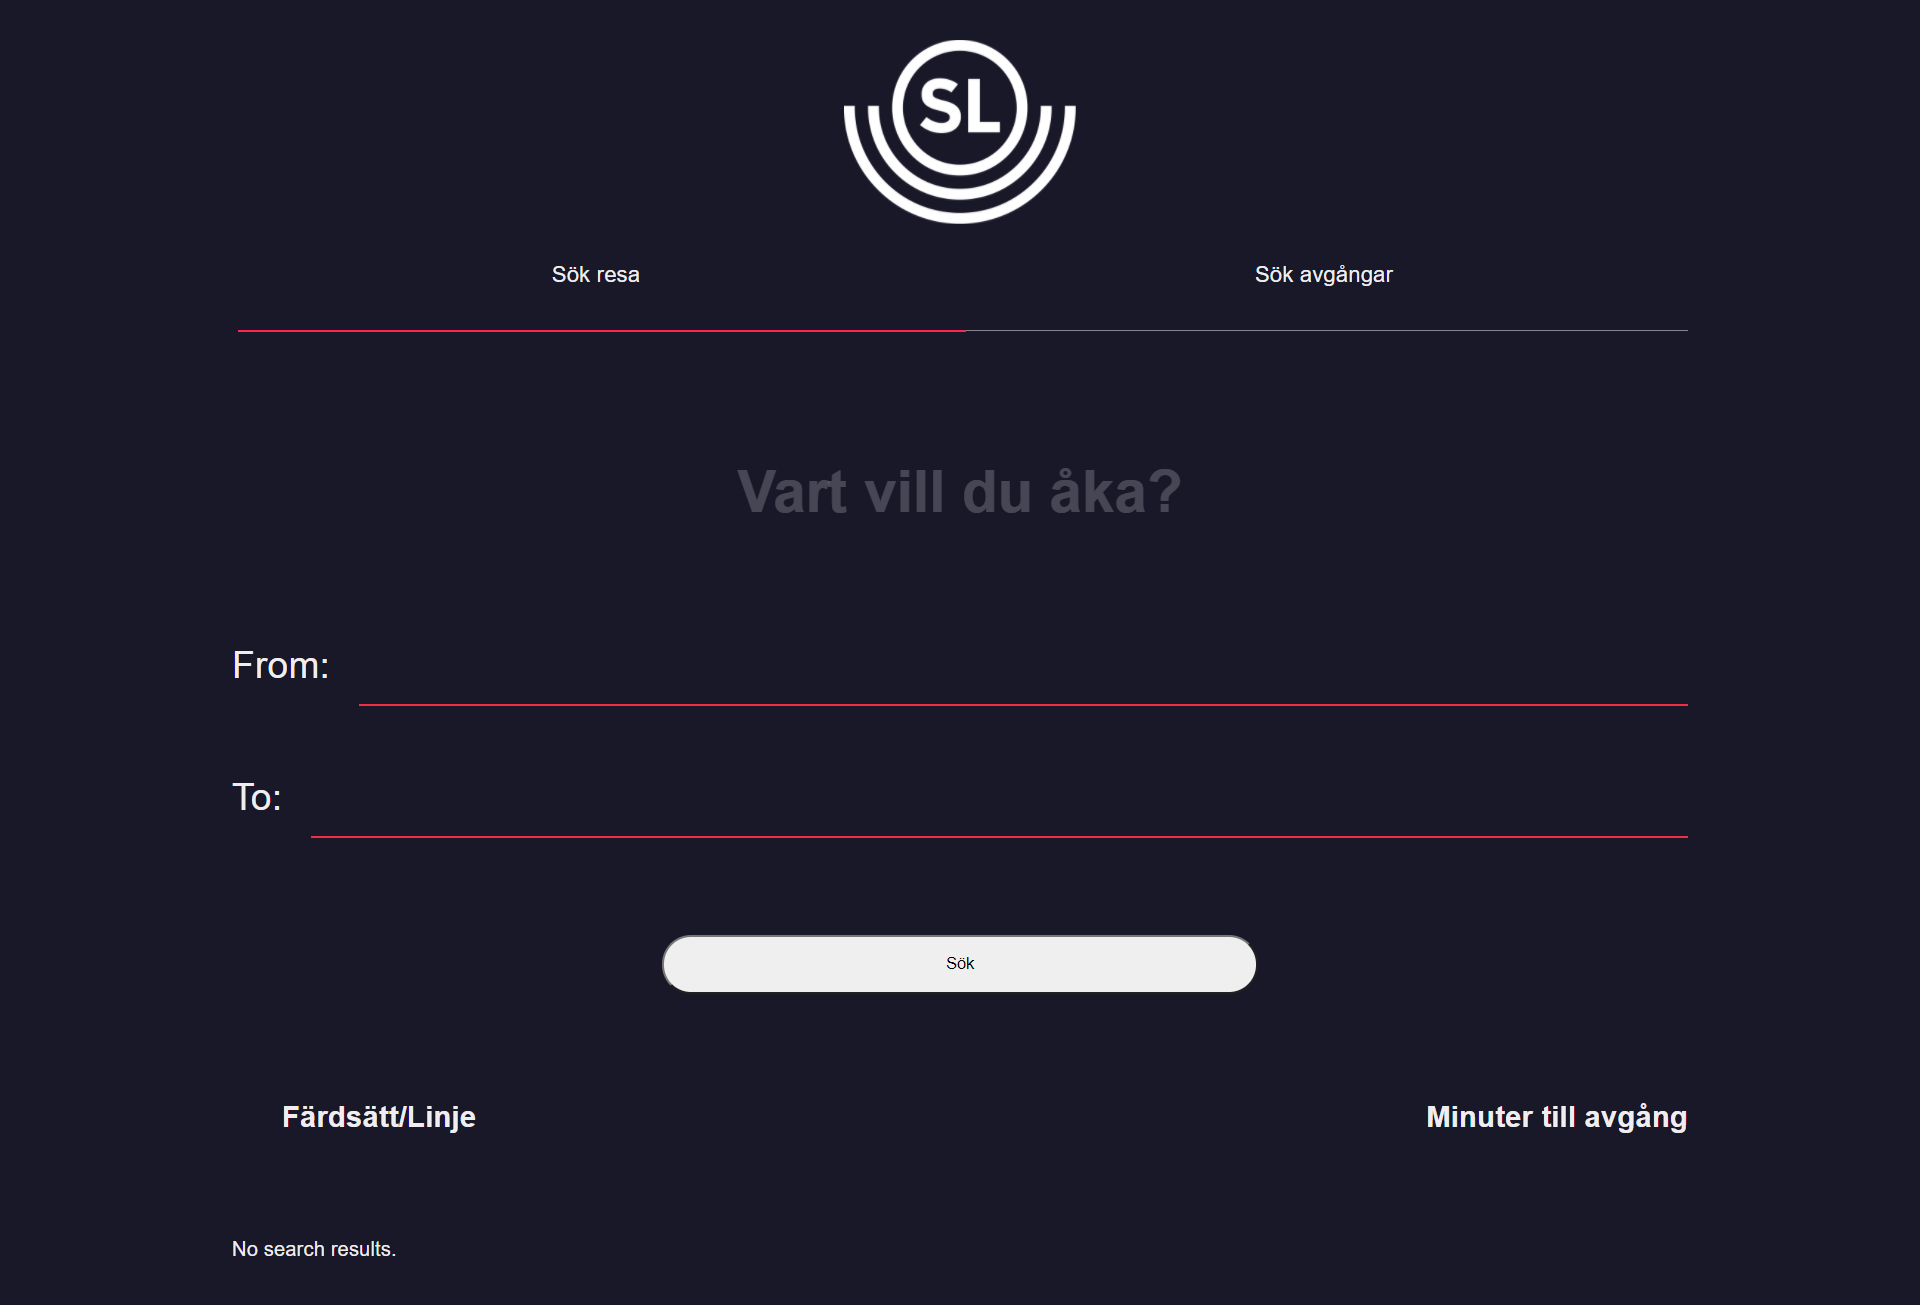 SL
Sök resa
Sök avgångar
Vart vill du åka?
From:
To:
Sök
Färdsätt/Linje
Minuter till avgång
No search results.